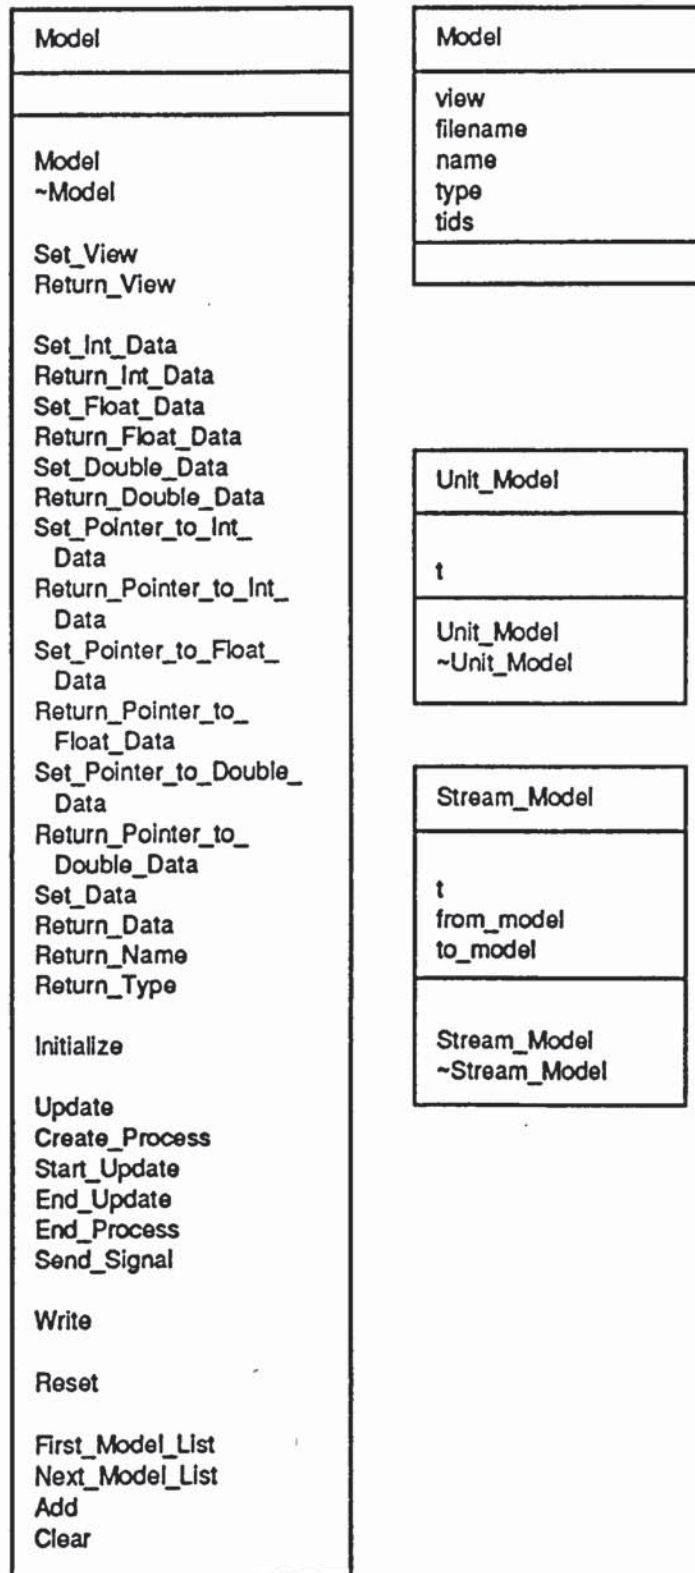 Model
Model
~Model
Set_View
Return_View
Set_Int_Data
Return_Int_Data
Set_Float_Data
Return_Float_Data
Set_Double_Data
Return_Double_Data
Set_Pointer_to_Int_
Data
Return_Pointer_to_Int_
Data
Set_Pointer_to_Float_
Data
Return_Pointer_to_
Float_Data
Set_Pointer_to_Double_
Data
Return_Pointer_to_
Double_Data
Set_Data
Return_Data
Return_Name
Return_Type
Initialize
Update
Create_Process
Start_Update
End_Update
End_Process
Send_Signal
Write
Reset
First_Model_List
Next_Model_List
Add
Clear
Model
view
filename
name
type
tids
Unit_Model
t
Unit_Model
~Unit_Model
Stream_Model
t
from_model
to_model
Stream_Model
~Stream_Model